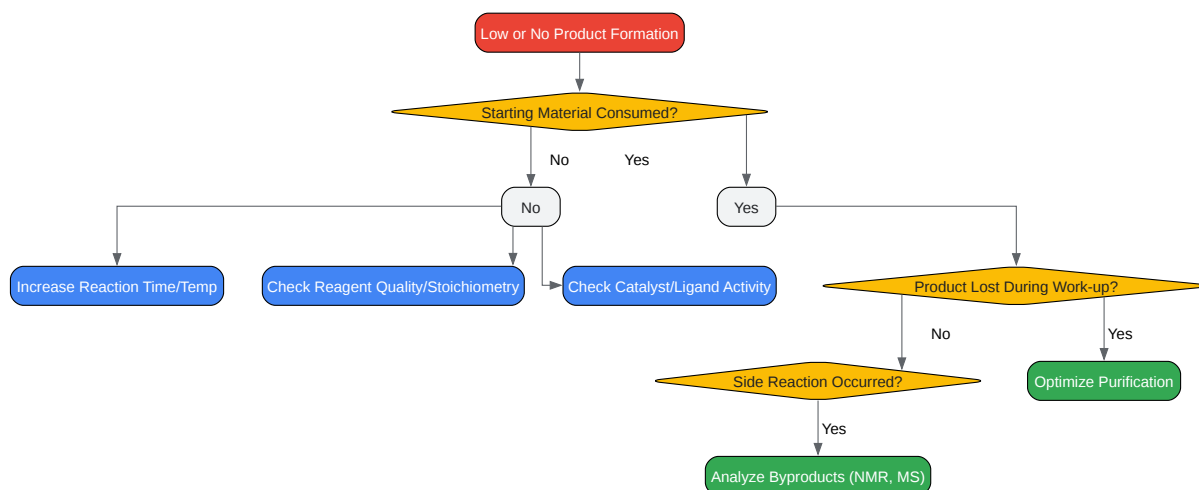 Low or No Product Formation
Starting Material Consumed?
No
Yes
No
Yes
Increase Reaction Time/Temp
Check Reagent Quality/Stoichiometry
Check Catalyst/Ligand Activity
Product Lost During Work-up?
No
Yes
Side Reaction Occurred?
Optimize Purification
Yes
Analyze Byproducts (NMR, MS)